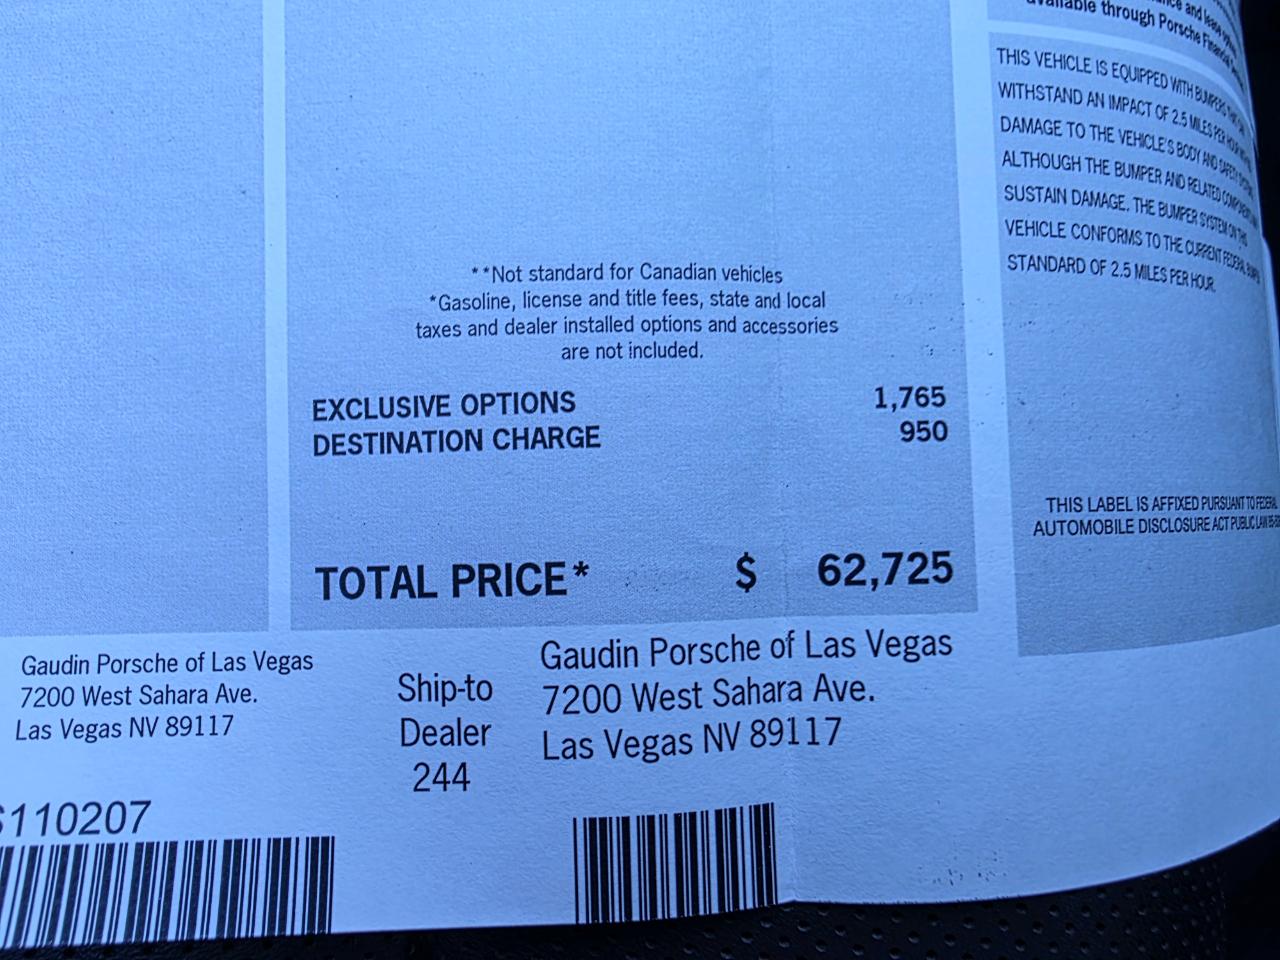 available through Porsche Financial
THIS VEHICLE IS EQUIPPED WITH BUMPERS
WITHSTAND AN IMPACT OF 2.5 MILES PER HOUR
DAMAGE TO THE VEHICLE'S BODY AND SAFETY
ALTHOUGH THE BUMPER AND RELATED COMPONENTS
SUSTAIN DAMAGE. THE BUMPER SYSTEM ON THIS
VEHICLE CONFORMS TO THE CURRENT FEDERAL BUMPER
STANDARD OF 2.5 MILES PER HOUR.
**Not standard for Canadian vehicles
*Gasoline, license and title fees, state and local
taxes and dealer installed options and accessories
are not included.
EXCLUSIVE OPTIONS 1,765
DESTINATION CHARGE 950
TOTAL PRICE* $ 62,725
THIS LABEL IS AFFIXED PURSUANT TO FEDERAL
AUTOMOBILE DISCLOSURE ACT PUBLIC LAW
Gaudin Porsche of Las Vegas
7200 West Sahara Ave.
Las Vegas NV 89117
Ship-to
Dealer
244
Gaudin Porsche of Las Vegas
7200 West Sahara Ave.
Las Vegas NV 89117
110207